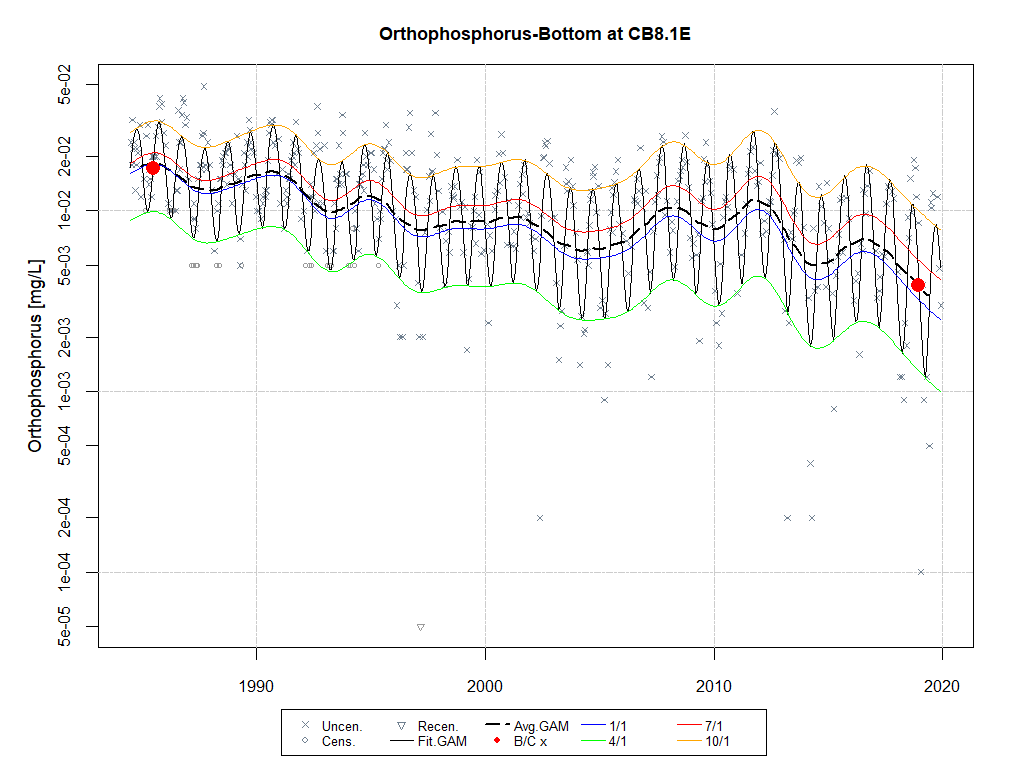 Orthophosphorus-Bottom at CB8.1E
Orthophosphorus [mg/L]
5e-02
2e-02
1e-02
5e-03
2e-03
1e-03
5e-04
2e-04
1e-04
5e-05
1990 2000 2010 2020
Uncen. Recen. Avg.GAM 1/1 7/1
Cens. Fit.GAM B/C x 4/1 10/1